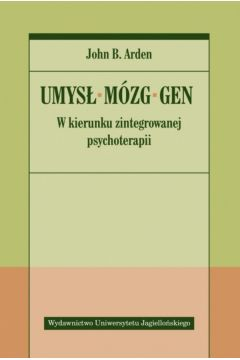 John B. Arden
UMYSŁ▪MÓZG▪GEN
W kierunku zintegrowanej
psychoterapii
Wydawnictwo Uniwersytetu Jagiellońskiego